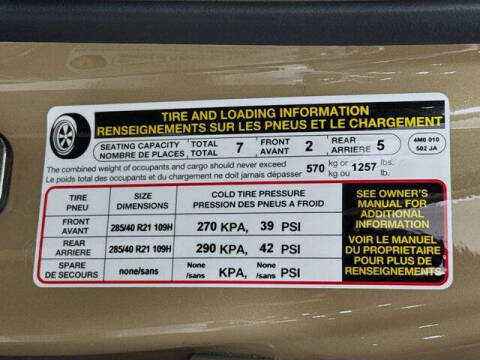 TIRE AND LOADING INFORMATION
RENSEIGNEMENTS SUR LES PNEUS ET LE CHARGEMENT
SEATING CAPACITY TOTAL 7 FRONT 2 REAR 5
NOMBRE DE PLACES TOTAL AVANT ARRIERE
4M8 010
502 JA
The combined weight of occupants and cargo should never exceed 570 kg or 1257 lbs.
Le poids total des occupants et du chargement ne doit jamais dépasser kg ou lb.
TIRE SIZE COLD TIRE PRESSURE
PNEU DIMENSIONS PRESSION DES PNEUS A FROID
FRONT
AVANT 285/40 R21 109H 270 KPA, 39 PSI
REAR
ARRIERE 285/40 R21 109H 290 KPA, 42 PSI
SPARE
DE SECOURS none/sans None/sans KPA, None/sans PSI
SEE OWNER'S
MANUAL FOR
ADDITIONAL
INFORMATION
VOIR LE MANUEL
DU PROPRIETAIRE
POUR PLUS DE
RENSEIGNEMENTS